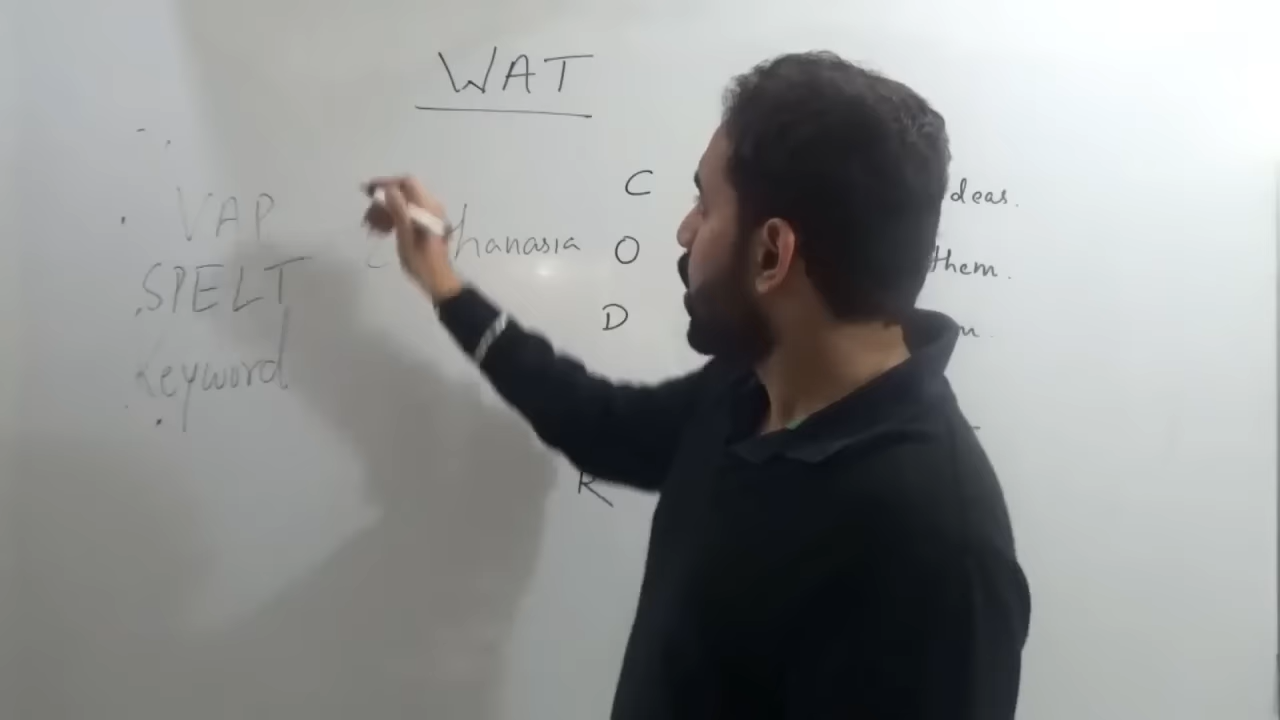 WAT
VAP
SPELT
Keyword
hanasia
C
O
D
R
deas.
them.